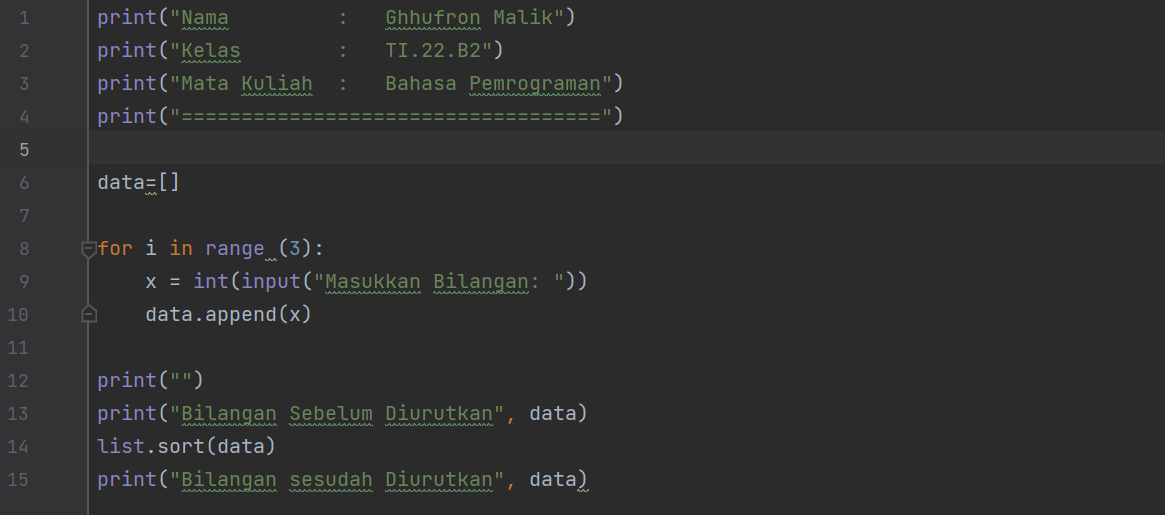 1 print("Nama         :   Ghhufron Malik")
2 print("Kelas        :   TI.22.B2")
3 print("Mata Kuliah  :   Bahasa Pemrograman")
4 print("===================================")
5
6 data=[]
7
8 for i in range (3):
9     x = int(input("Masukkan Bilangan: "))
10     data.append(x)
11
12 print("")
13 print("Bilangan Sebelum Diurutkan", data)
14 list.sort(data)
15 print("Bilangan sesudah Diurutkan", data)